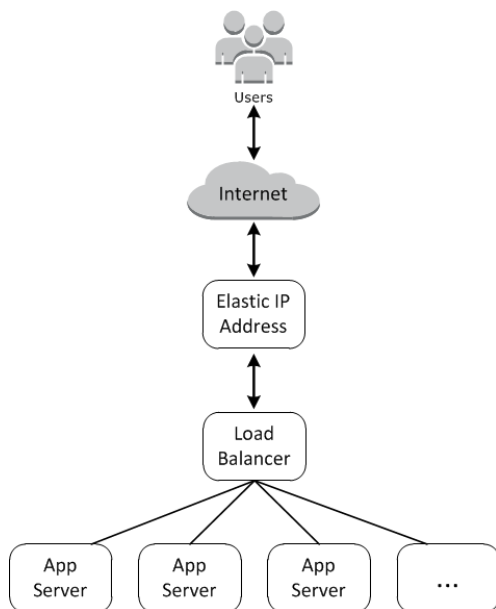 Users
Internet
Elastic IP
Address
Load
Balancer
App
Server
App
Server
App
Server
...